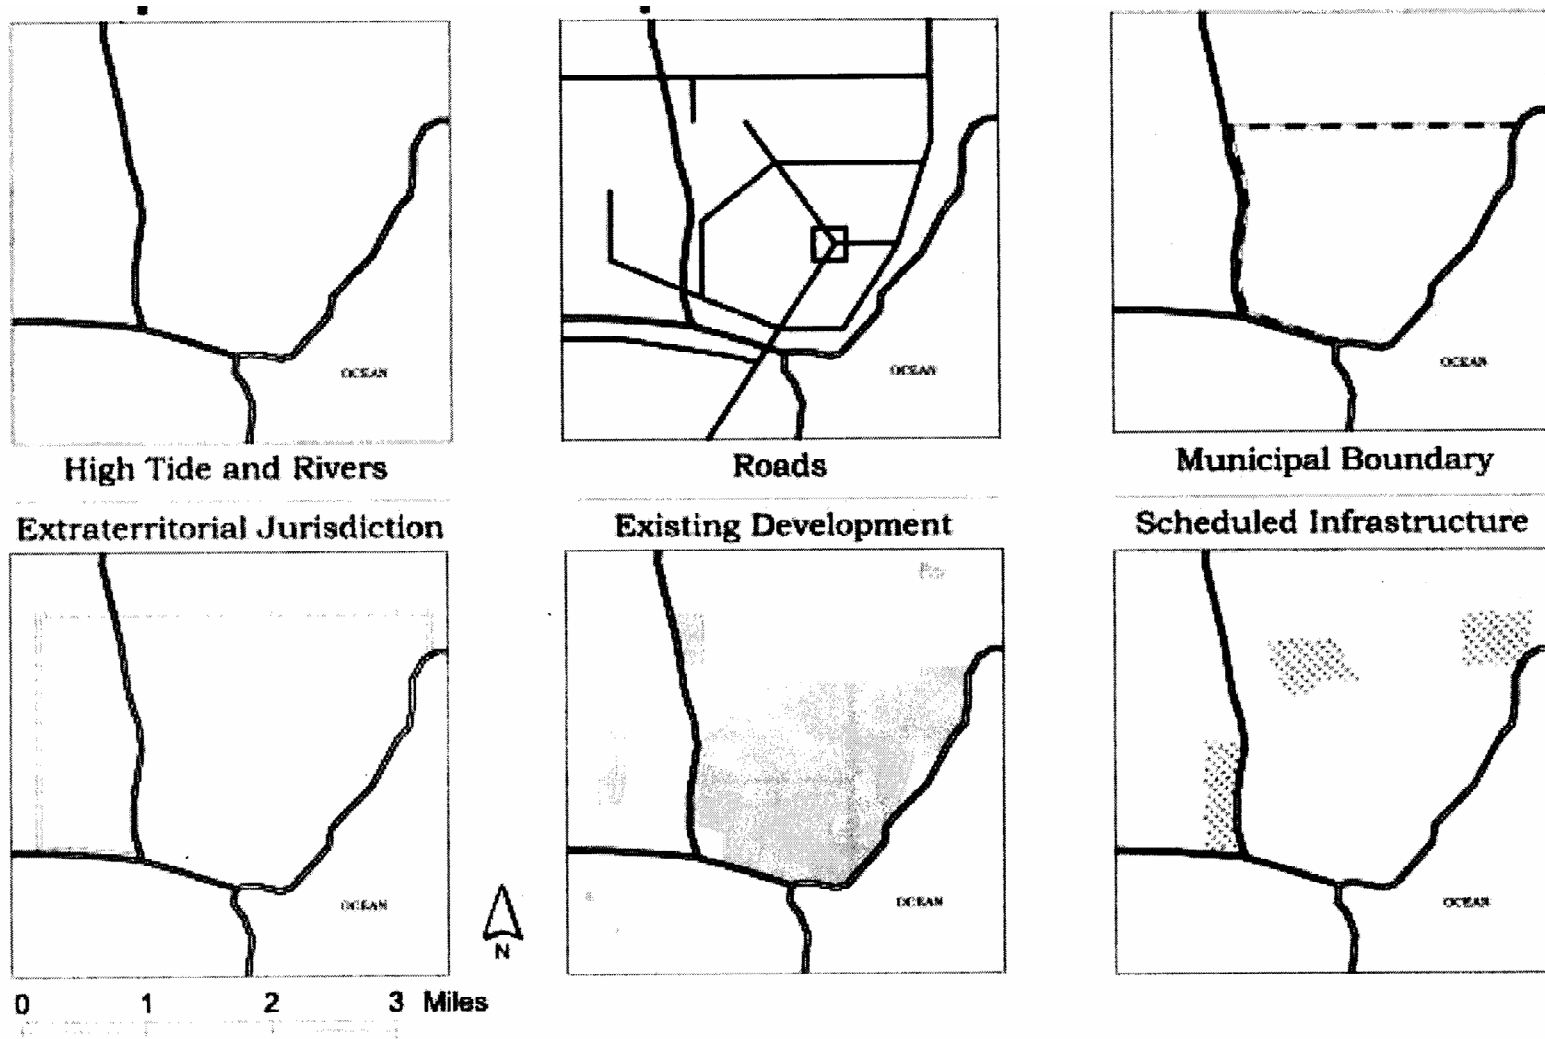 OCEAN
OCEAN
OCEAN
High Tide and Rivers
Roads
Municipal Boundary
Extraterritorial Jurisdiction
Existing Development
Scheduled Infrastructure
OCEAN
N
OCEAN
OCEAN
0 1 2 3 Miles